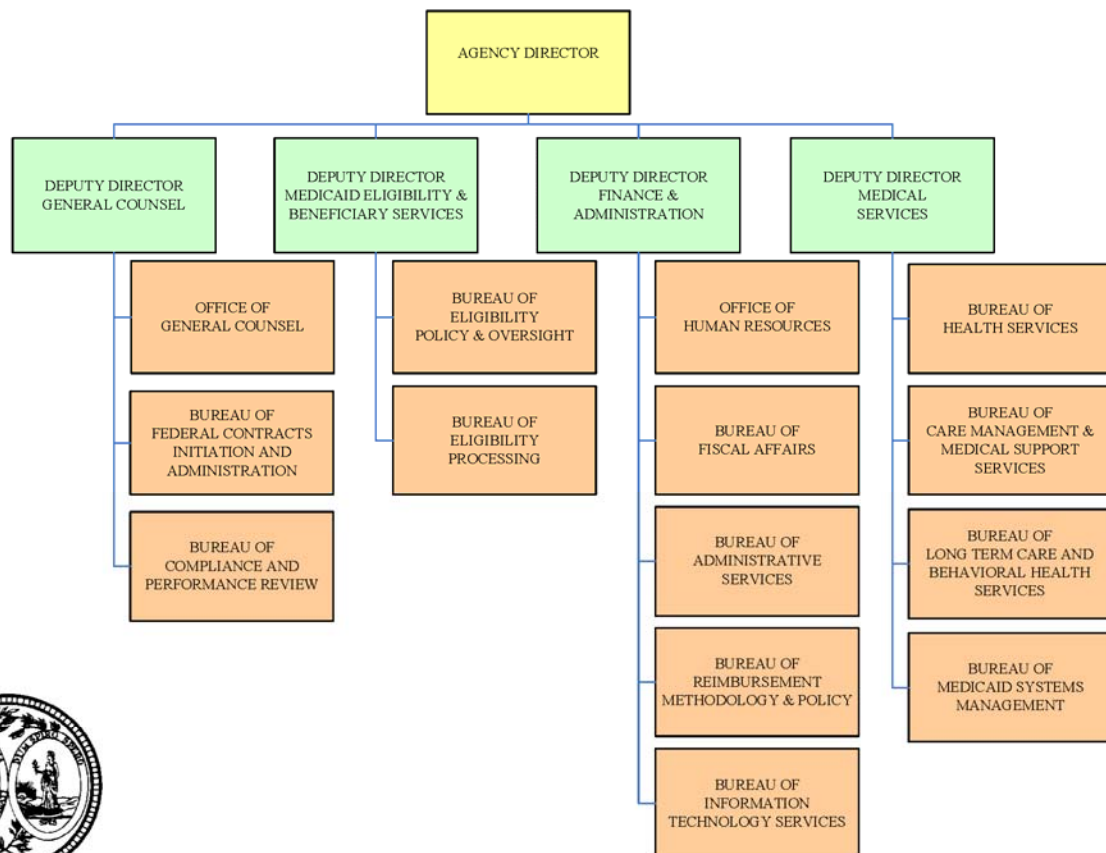 AGENCY DIRECTOR
DEPUTY DIRECTOR
GENERAL COUNSEL
DEPUTY DIRECTOR
MEDICAID ELIGIBILITY &
BENEFICIARY SERVICES
DEPUTY DIRECTOR
FINANCE &
ADMINISTRATION
DEPUTY DIRECTOR
MEDICAL
SERVICES
OFFICE OF
GENERAL COUNSEL
BUREAU OF
FEDERAL CONTRACTS
INITIATION AND
ADMINISTRATION
BUREAU OF
COMPLIANCE AND
PERFORMANCE REVIEW
BUREAU OF
ELIGIBILITY
POLICY & OVERSIGHT
BUREAU OF
ELIGIBILITY
PROCESSING
OFFICE OF
HUMAN RESOURCES
BUREAU OF
FISCAL AFFAIRS
BUREAU OF
ADMINISTRATIVE
SERVICES
BUREAU OF
REIMBURSEMENT
METHODOLOGY & POLICY
BUREAU OF
INFORMATION
TECHNOLOGY SERVICES
BUREAU OF
HEALTH SERVICES
BUREAU OF
CARE MANAGEMENT &
MEDICAL SUPPORT
SERVICES
BUREAU OF
LONG TERM CARE AND
BEHAVIORAL HEALTH
SERVICES
BUREAU OF
MEDICAID SYSTEMS
MANAGEMENT
DUM SPIRO SPERO
SPES